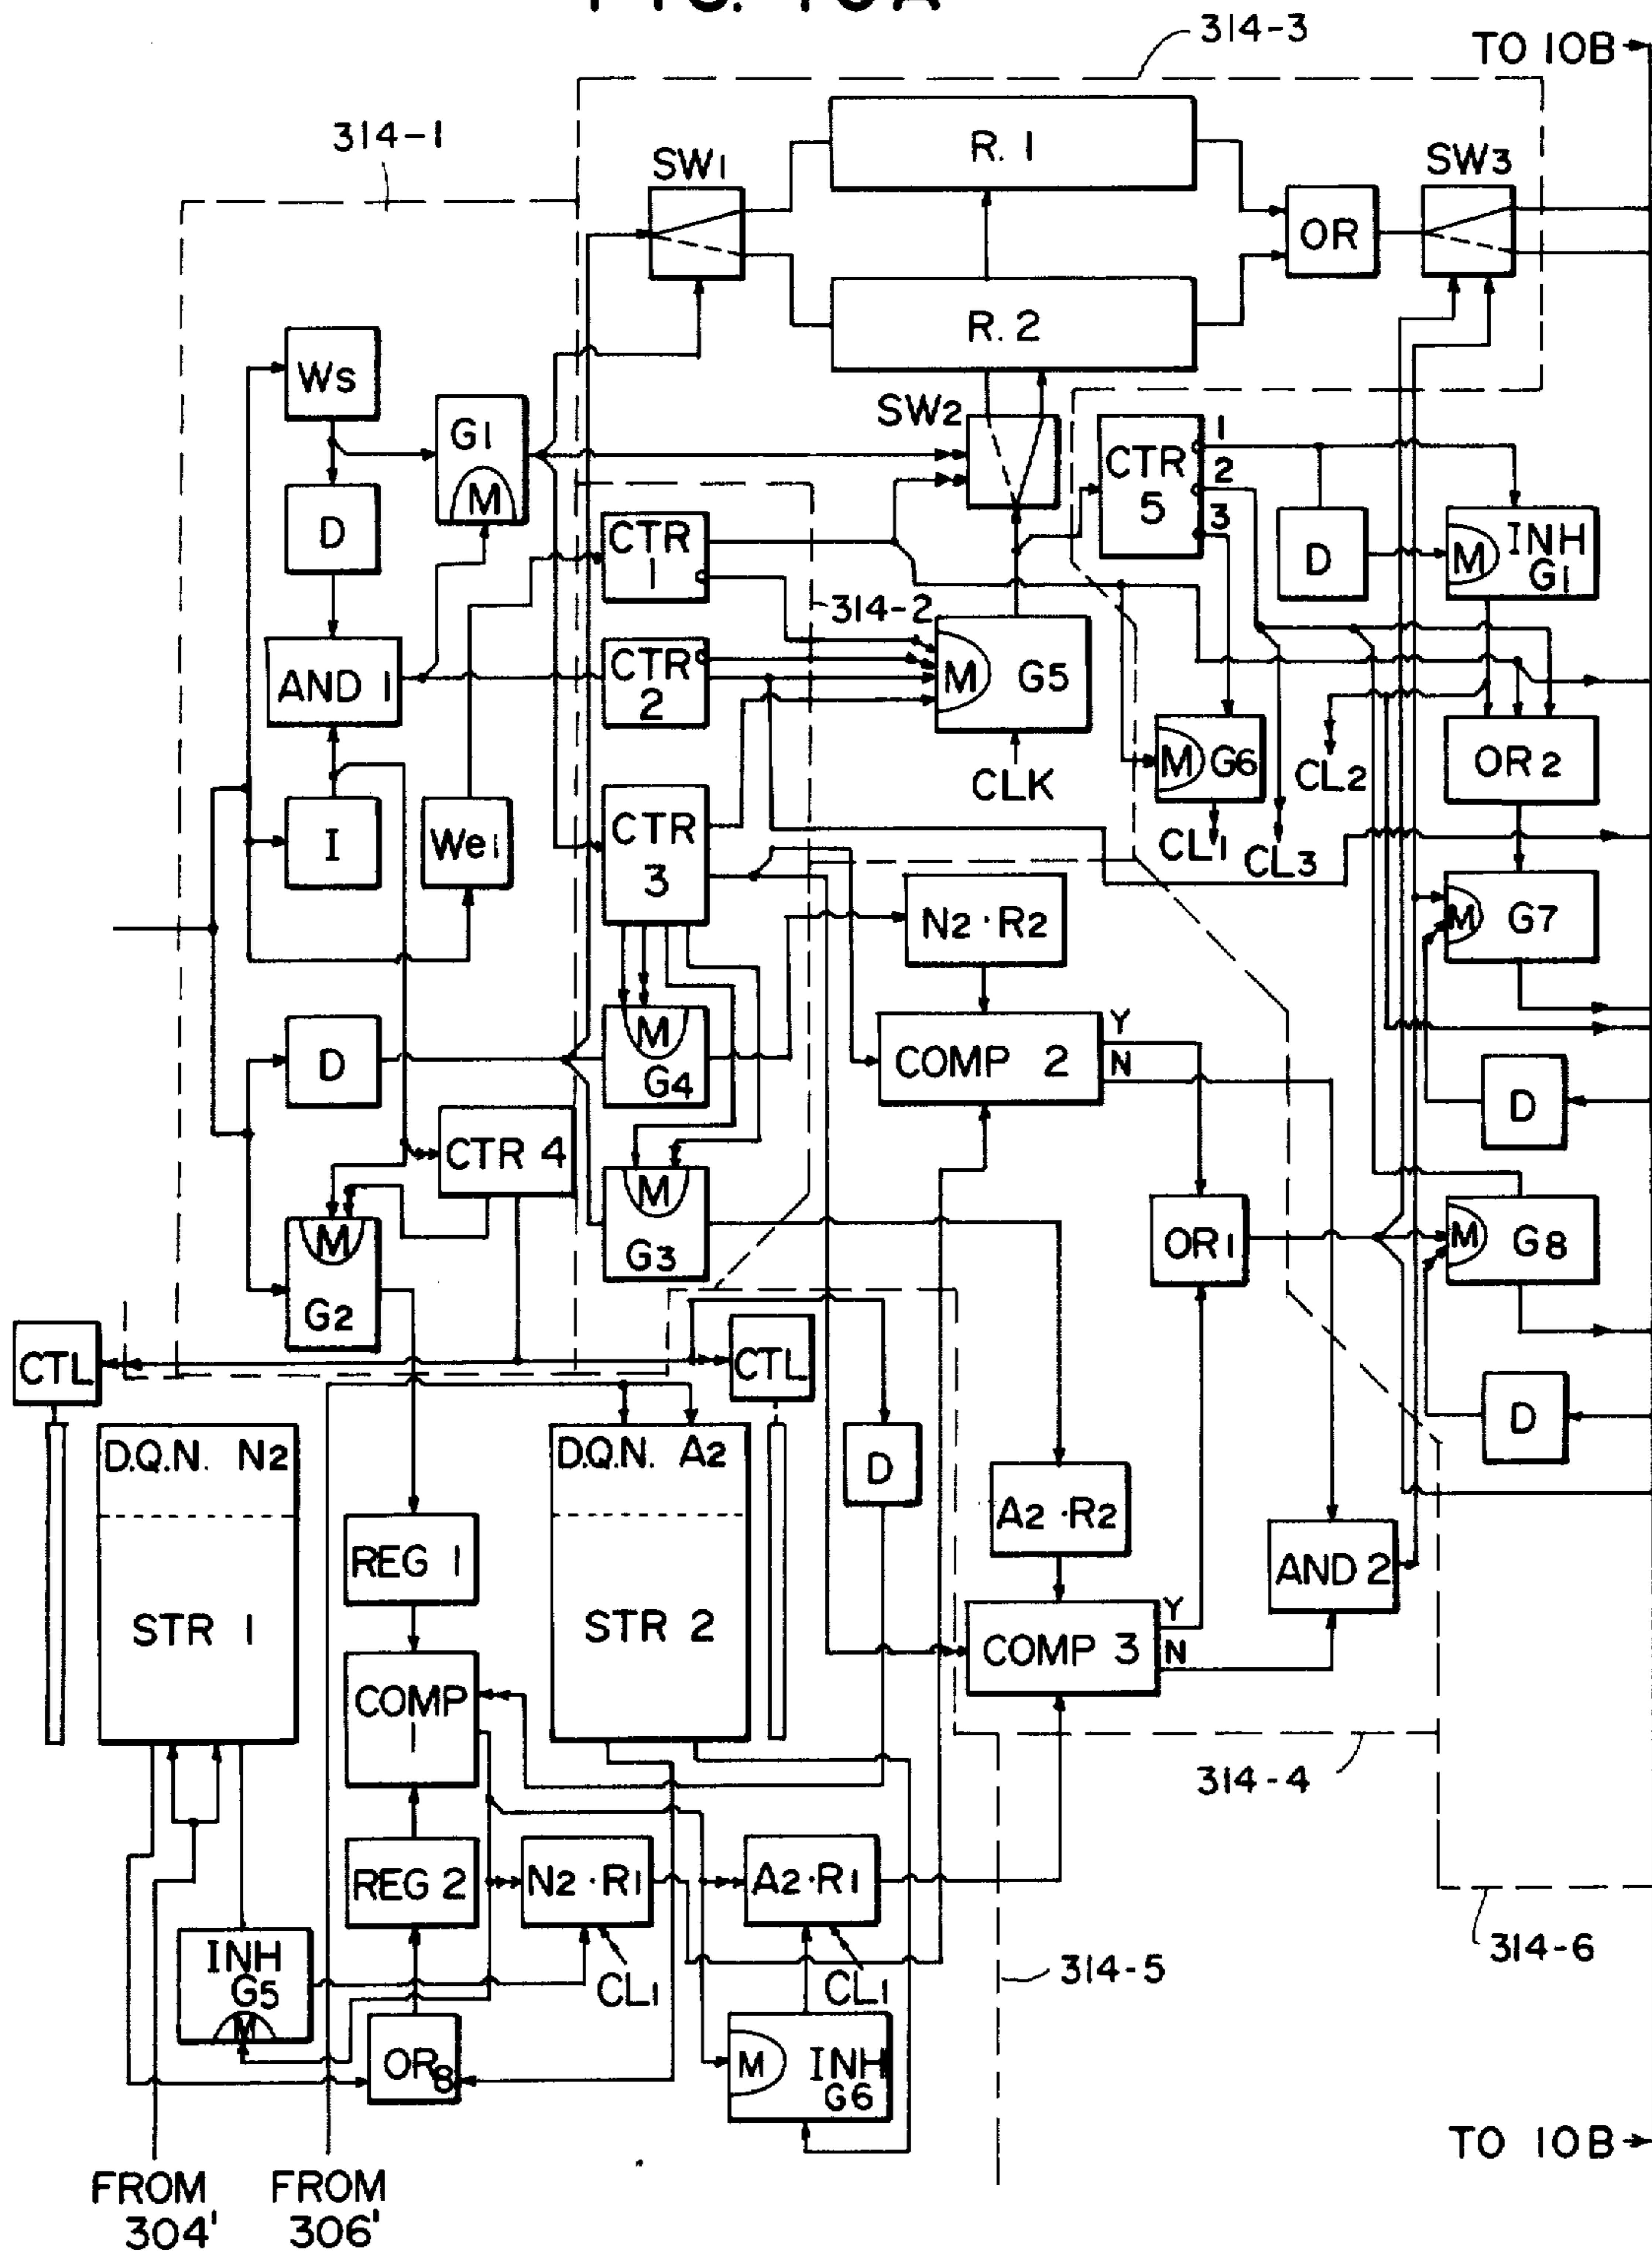 FIG. 10A
314-3
TO 10B
314-1
SW1
R. 1
SW3
OR
R. 2
Ws
G1
M
SW2
CTR
5
1
2
3
D
CTR
1
D
M
INH
G1
314-2
AND 1
CTR
2
M
G5
M
G6
CL2
OR2
CLK
I
We1
CTR
3
CL1
CL3
N2·R2
M
G7
D
M
G4
COMP 2
Y
N
D
CTR 4
M
G3
M
G2
OR1
M
G8
CTL
CTL
D.Q.N. N2
D.Q.N. A2
D
D
A2·R2
REG 1
AND 2
STR 1
STR 2
COMP 3
Y
N
COMP
1
314-4
REG 2
N2·R1
A2·R1
314-6
INH
G5
M
CL1
CL1
314-5
OR8
M
INH
G6
TO 10B
FROM
304'
FROM
306'